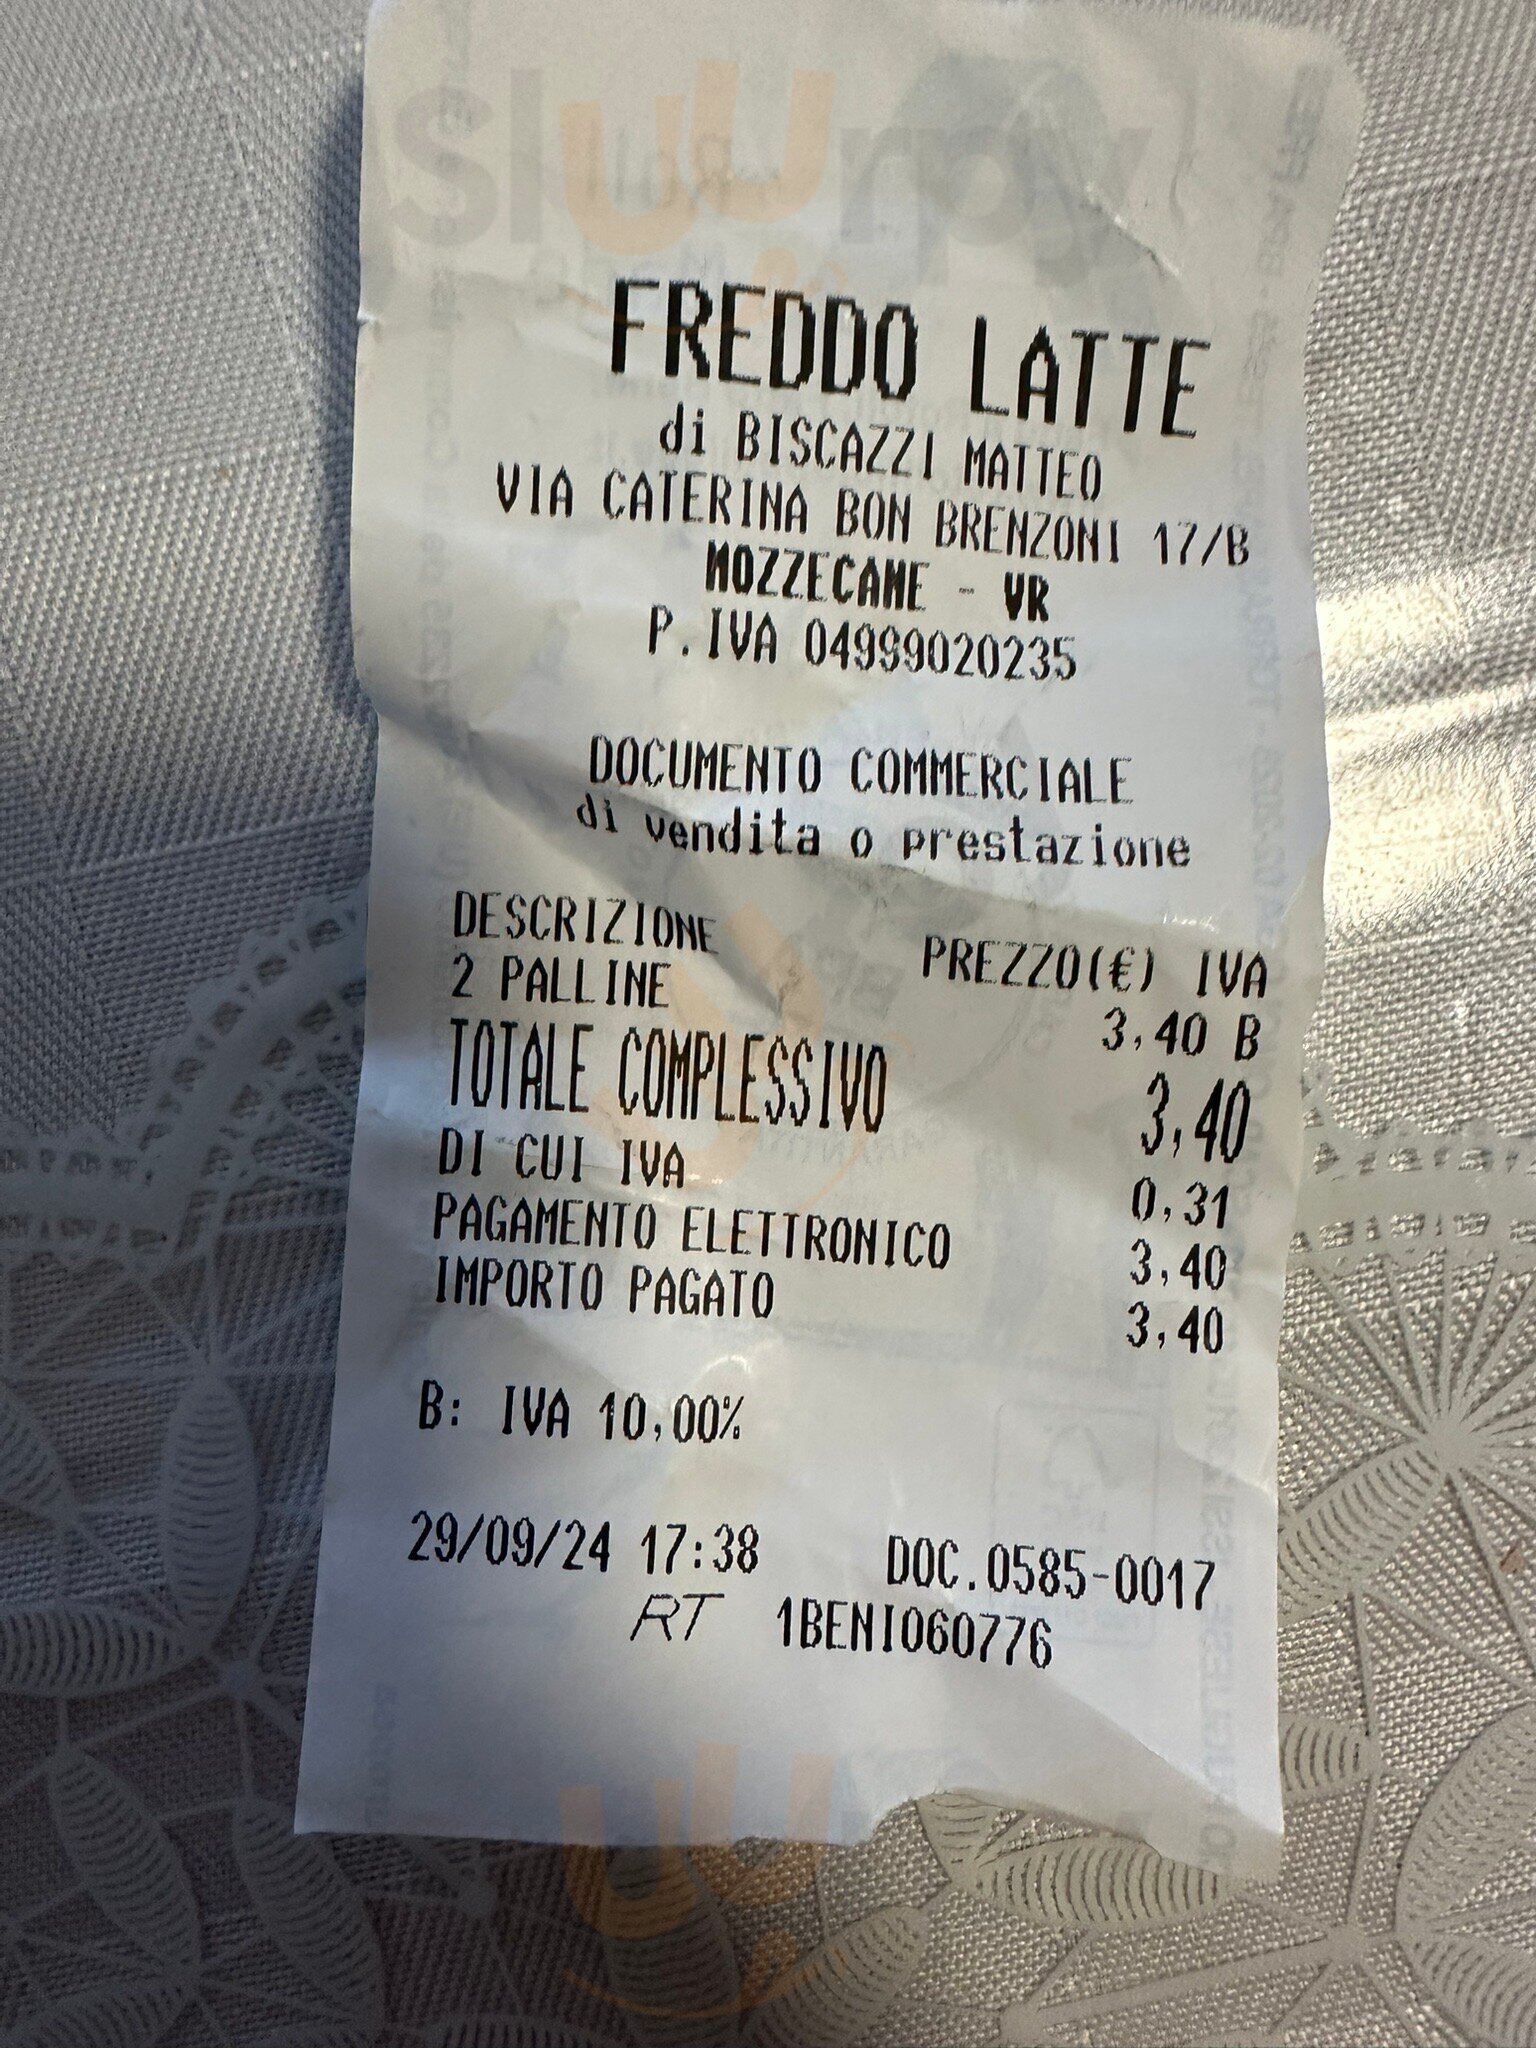 slurpy
FREDDO LATTE
di BISCAZZI MATTEO
VIA CATERINA BON BRENZONI 17/B
MOZZECANE - VR
P.IVA 04999020235
DOCUMENTO COMMERCIALE
di vendita o prestazione
DESCRIZIONE PREZZO(€) IVA
2 PALLINE 3,40 B
TOTALE COMPLESSIVO 3,40
DI CUI IVA 0,31
PAGAMENTO ELETTRONICO 3,40
IMPORTO PAGATO 3,40
B: IVA 10,00%
29/09/24 17:38 DOC.0585-0017
RT 1BENI060776